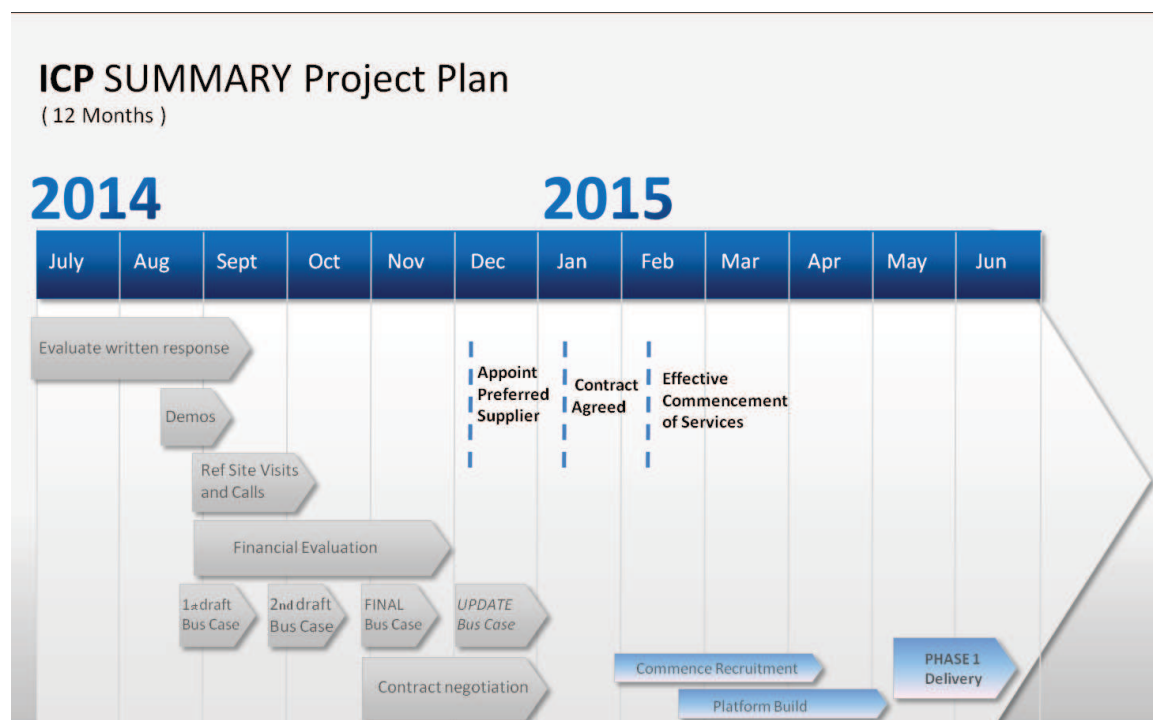 ICP SUMMARY Project Plan
( 12 Months )
2014
2015
July Aug Sept Oct Nov Dec Jan Feb Mar Apr May Jun
Evaluate written response
Demos
Ref Site Visits
and Calls
Financial Evaluation
Appoint
Preferred
Supplier
Contract
Agreed
Effective
Commencement
of Services
1st draft
Bus Case
2nd draft
Bus Case
FINAL
Bus Case
UPDATE
Bus Case
Contract negotiation
Commence Recruitment
Platform Build
PHASE 1
Delivery